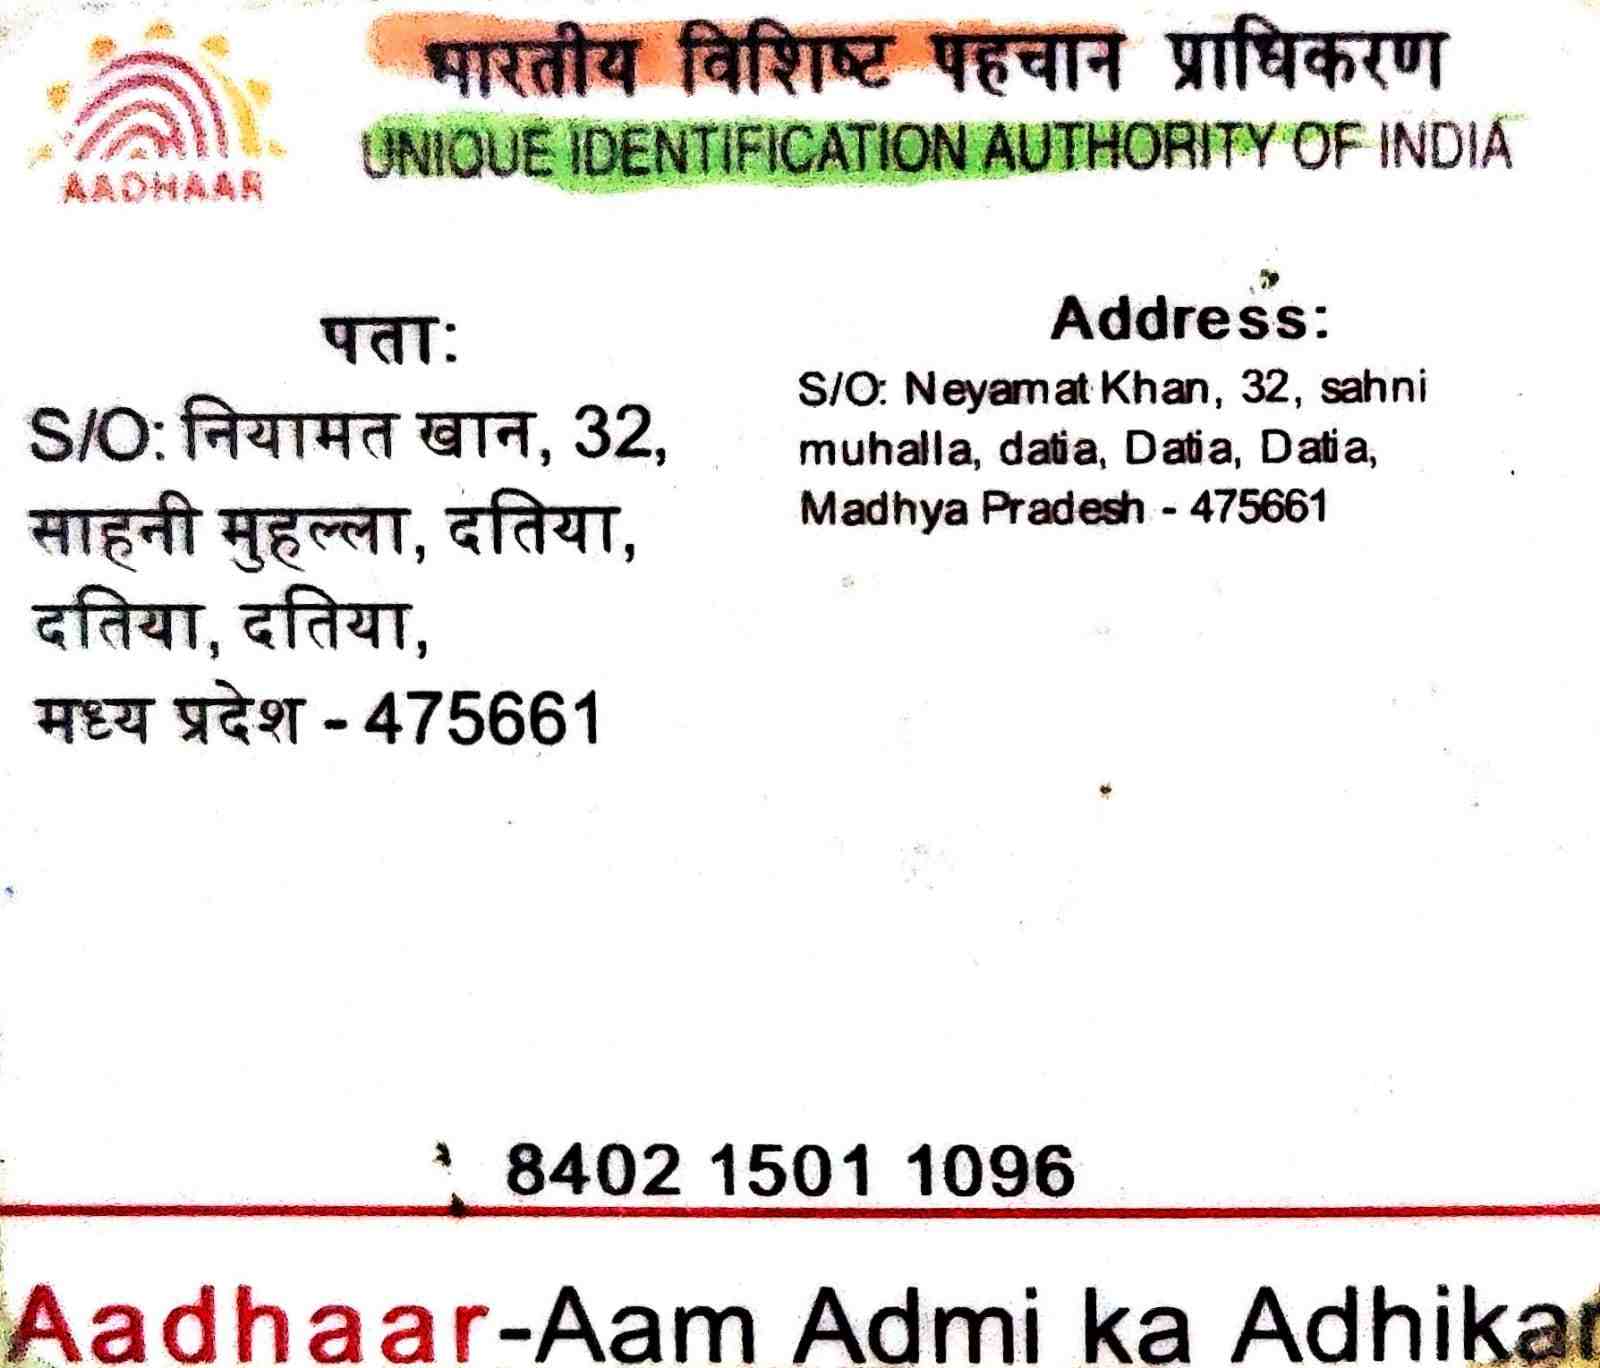 AADHAAR
भारतीय विशिष्ट पहचान प्राधिकरण
UNIQUE IDENTIFICATION AUTHORITY OF INDIA
पता:
S/O: नियामत खान, 32,
साहनी मुहल्ला, दतिया,
दतिया, दतिया,
मध्य प्रदेश - 475661
Address:
S/O: Neyamat Khan, 32, sahni
muhalla, datia, Datia, Datia,
Madhya Pradesh - 475661
8402 1501 1096
Aadhaar-Aam Admi ka Adhikar